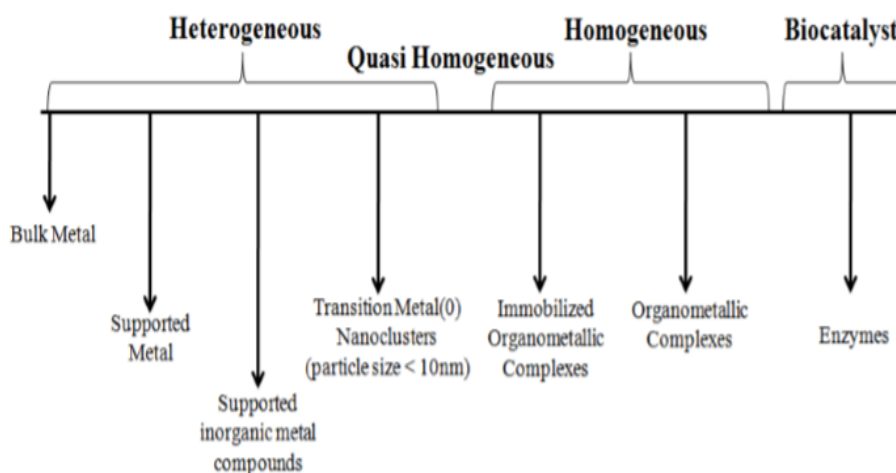 Heterogeneous
Quasi Homogeneous
Homogeneous
Biocatalyst
Bulk Metal
Supported
Metal
Supported
inorganic metal
compounds
Transition Metal(0)
Nanoclusters
(particle size < 10nm)
Immobilized
Organometallic
Complexes
Organometallic
Complexes
Enzymes